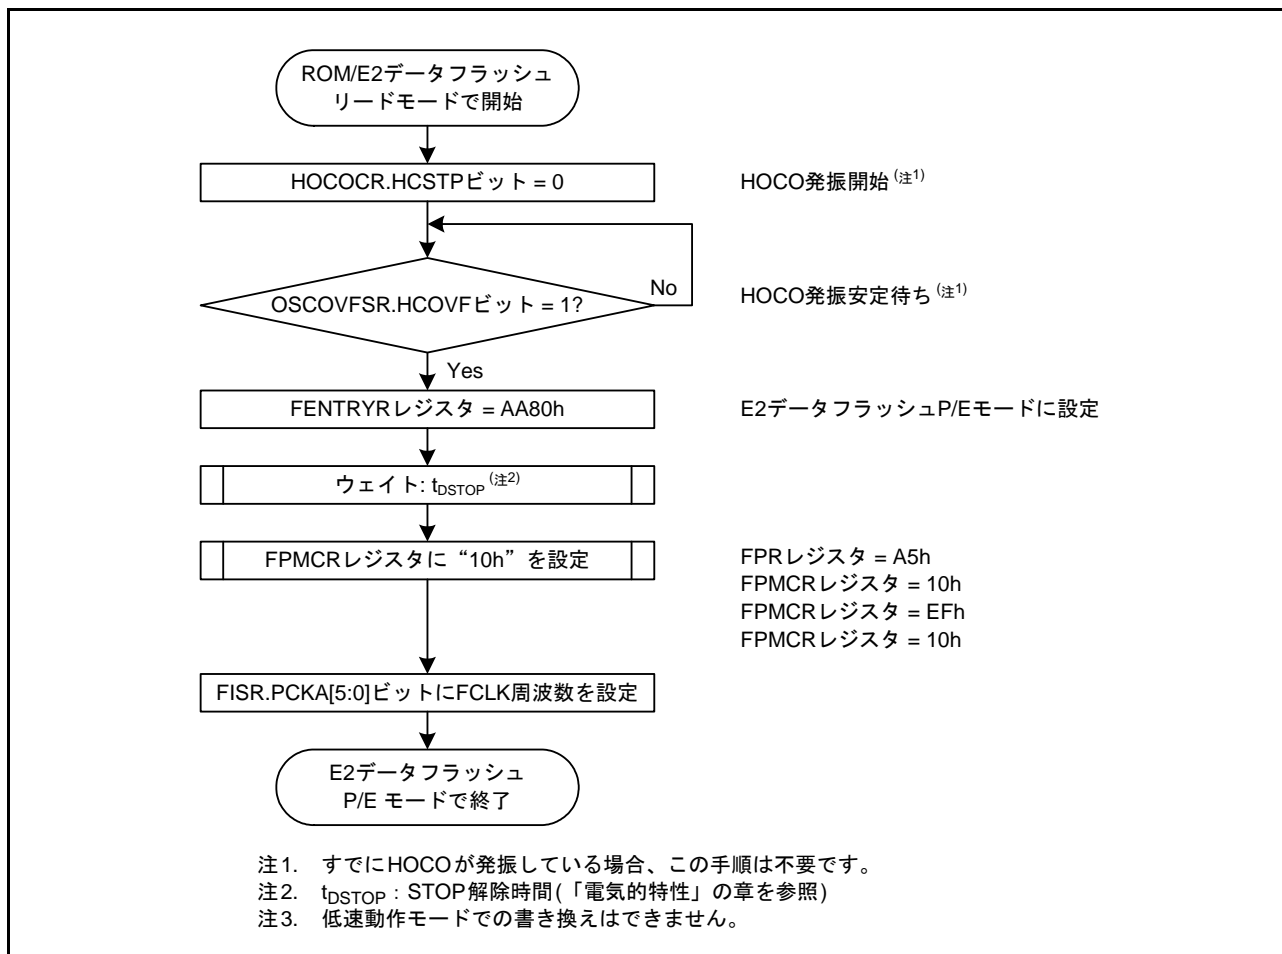 ROM/E2データフラッシュ
リードモードで開始
HOCOCR.HCSTPビット = 0
HOCO発振開始 (注1)
OSCOVFSR.HCOVFビット = 1?
No
HOCO発振安定待ち (注1)
Yes
FENTRYRレジスタ = AA80h
E2データフラッシュP/Eモードに設定
ウェイト: tDSTOP (注2)
FPMCRレジスタに“10h”を設定
FPRレジスタ = A5h
FPMCRレジスタ = 10h
FPMCRレジスタ = EFh
FPMCRレジスタ = 10h
FISR.PCKA[5:0]ビットにFCLK周波数を設定
E2データフラッシュ
P/E モードで終了
注1. すでにHOCOが発振している場合、この手順は不要です。
注2. tDSTOP : STOP解除時間(「電気的特性」の章を参照)
注3. 低速動作モードでの書き換えはできません。